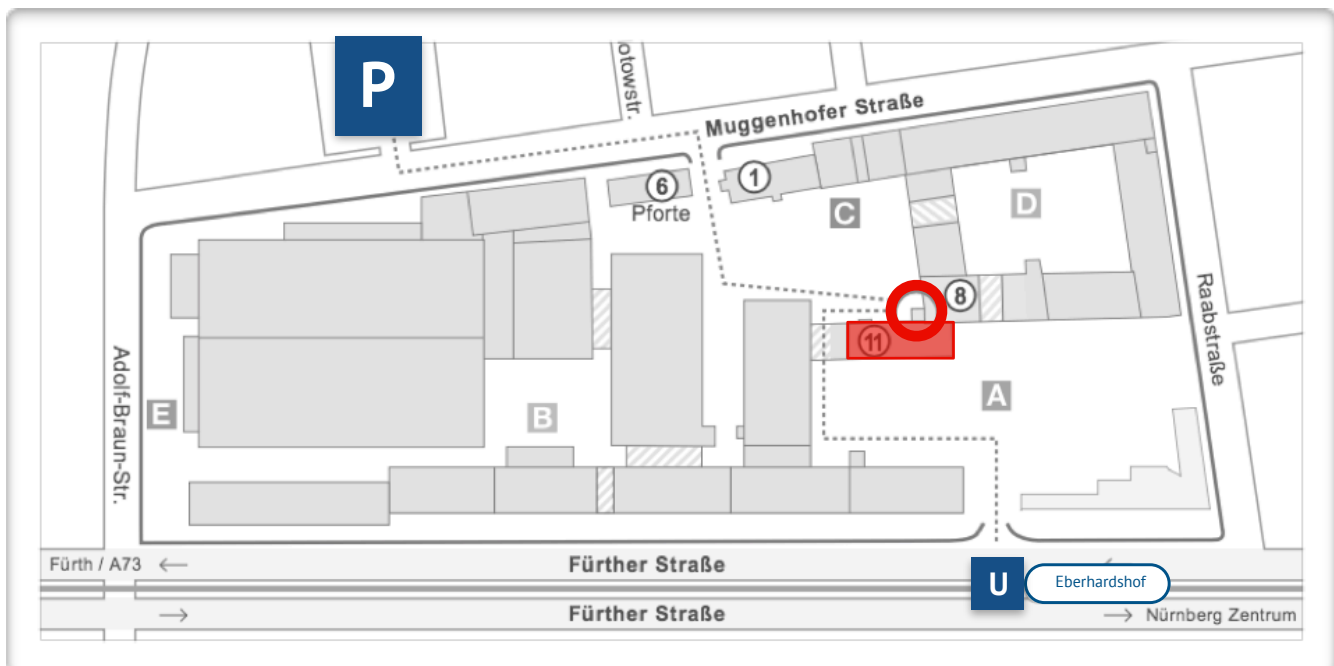 P
otowstr.
Muggenhofer Straße
1
6
Pforte
C
D
8
11
Raabstraße
A
Adolf-Braun-Str.
E
B
Fürth / A73 ←
Fürther Straße
←
U
Eberhardshof
→
Fürther Straße
→ Nürnberg Zentrum